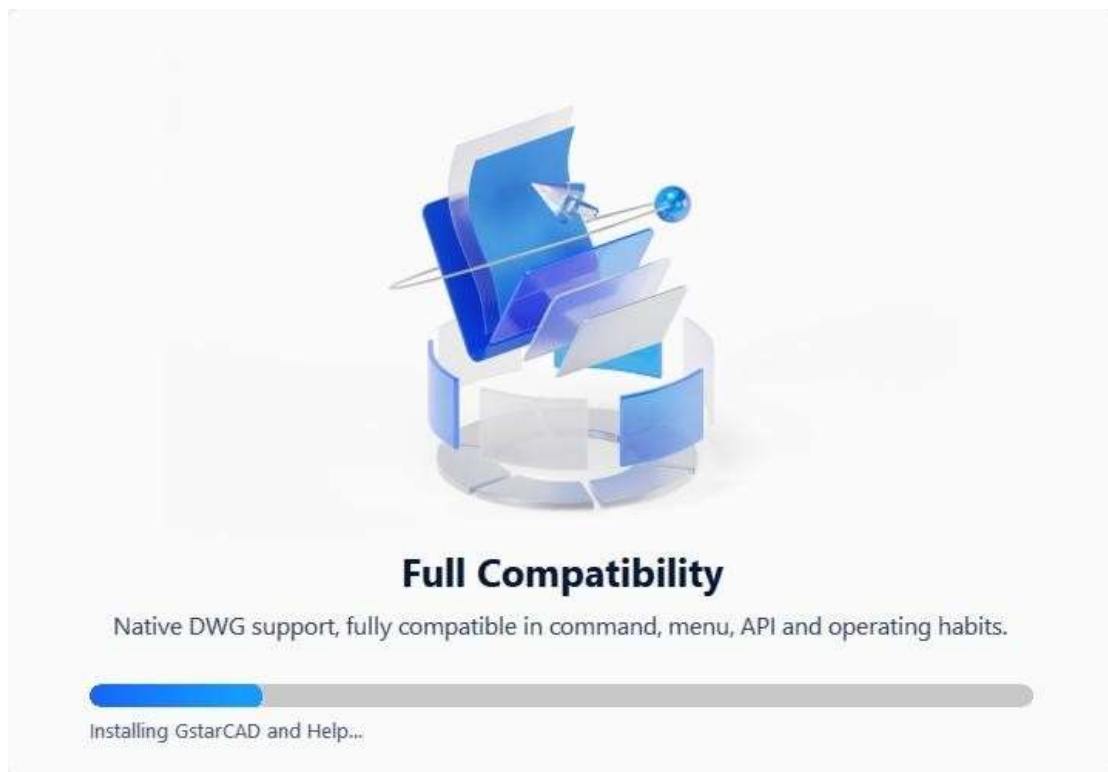 Full Compatibility
Native DWG support, fully compatible in command, menu, API and operating habits.
Installing GstarCAD and Help...